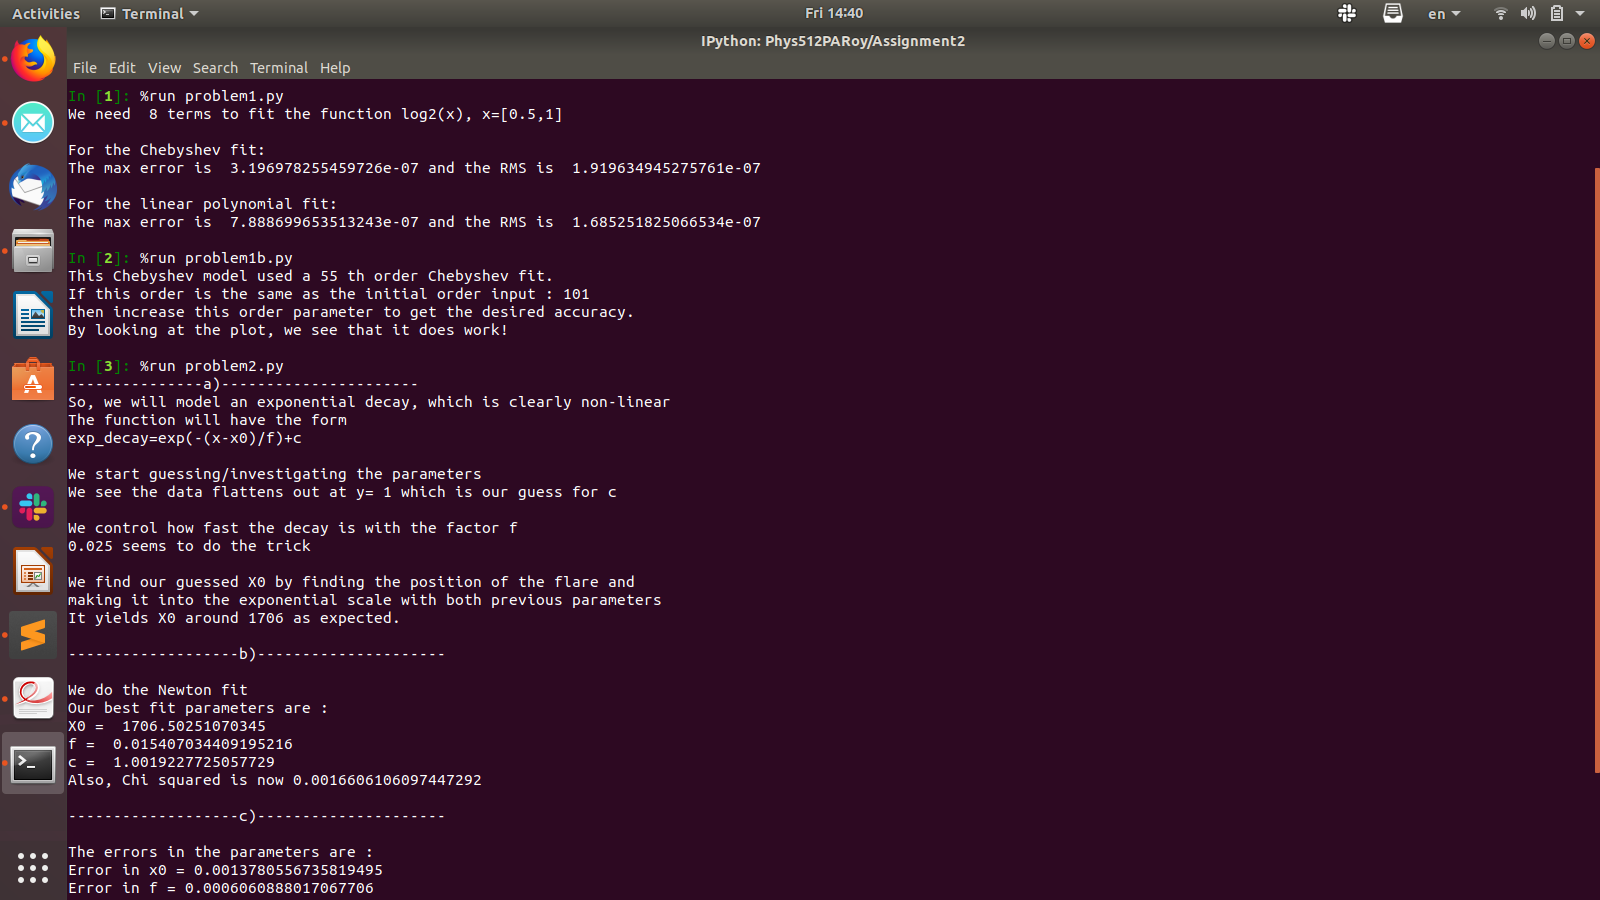 Activities Terminal Fri 14:40 en
IPython: Phys512PARoy/Assignment2
File Edit View Search Terminal Help
In [1]: %run problem1.py
We need  8 terms to fit the function log2(x), x=[0.5,1]
For the Chebyshev fit:
The max error is  3.196978255459726e-07 and the RMS is  1.919634945275761e-07
For the linear polynomial fit:
The max error is  7.888699653513243e-07 and the RMS is  1.685251825066534e-07
In [2]: %run problem1b.py
This Chebyshev model used a 55 th order Chebyshev fit.
If this order is the same as the initial order input : 101
then increase this order parameter to get the desired accuracy.
By looking at the plot, we see that it does work!
In [3]: %run problem2.py
---------------a)----------------------
So, we will model an exponential decay, which is clearly non-linear
The function will have the form
exp_decay=exp(-(x-x0)/f)+c
We start guessing/investigating the parameters
We see the data flattens out at y= 1 which is our guess for c
We control how fast the decay is with the factor f
0.025 seems to do the trick
We find our guessed X0 by finding the position of the flare and
making it into the exponential scale with both previous parameters
It yields X0 around 1706 as expected.
-------------------b)---------------------
We do the Newton fit
Our best fit parameters are :
X0 =  1706.50251070345
f =  0.015407034409195216
c =  1.0019227725057729
Also, Chi squared is now 0.0016606106097447292
-------------------c)---------------------
The errors in the parameters are :
Error in x0 = 0.0013780556735819495
Error in f = 0.0006060888017067706